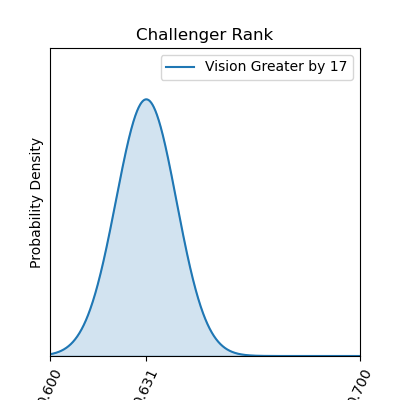 Challenger Rank
Vision Greater by 17
Probability Density
0.600
0.631
0.700